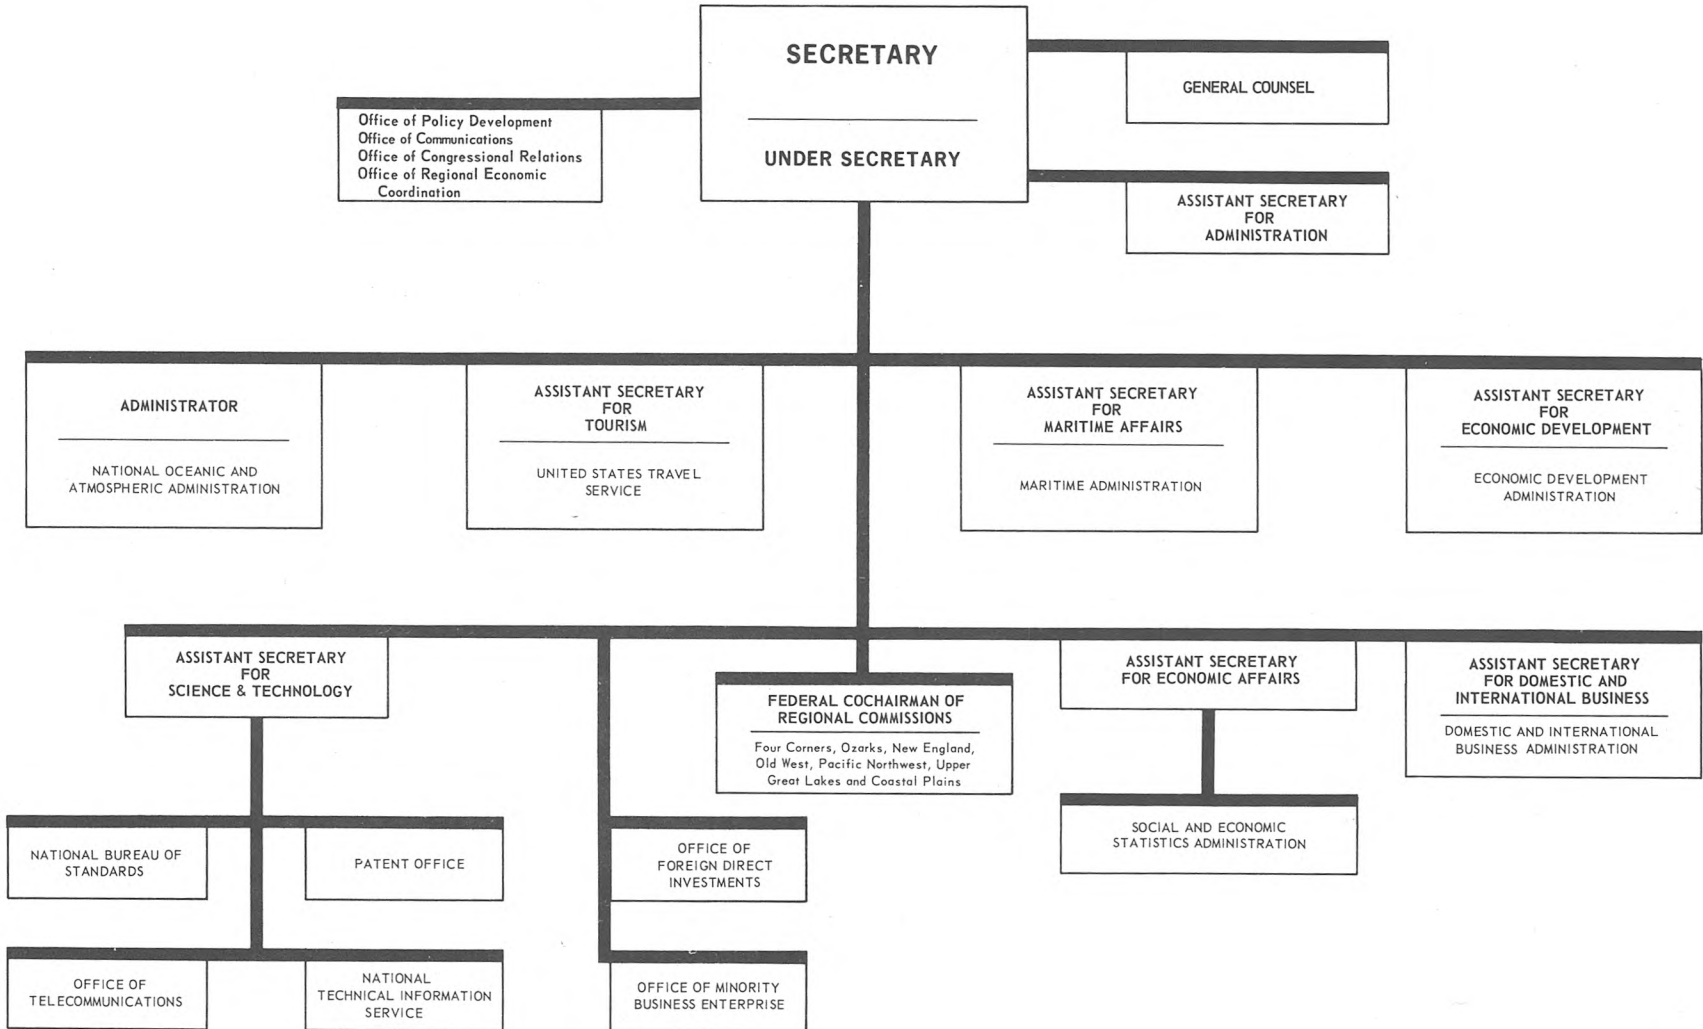 SECRETARY
UNDER SECRETARY
GENERAL COUNSEL
Office of Policy Development
Office of Communications
Office of Congressional Relations
Office of Regional Economic
Coordination
ASSISTANT SECRETARY
FOR
ADMINISTRATION
ADMINISTRATOR
NATIONAL OCEANIC AND
ATMOSPHERIC ADMINISTRATION
ASSISTANT SECRETARY
FOR
TOURISM
UNITED STATES TRAVEL
SERVICE
ASSISTANT SECRETARY
FOR
MARITIME AFFAIRS
MARITIME ADMINISTRATION
ASSISTANT SECRETARY
FOR
ECONOMIC DEVELOPMENT
ECONOMIC DEVELOPMENT
ADMINISTRATION
ASSISTANT SECRETARY
FOR
SCIENCE & TECHNOLOGY
FEDERAL COCHAIRMAN OF
REGIONAL COMMISSIONS
Four Corners, Ozarks, New England,
Old West, Pacific Northwest, Upper
Great Lakes and Coastal Plains
ASSISTANT SECRETARY
FOR ECONOMIC AFFAIRS
ASSISTANT SECRETARY
FOR DOMESTIC AND
INTERNATIONAL BUSINESS
DOMESTIC AND INTERNATIONAL
BUSINESS ADMINISTRATION
NATIONAL BUREAU OF
STANDARDS
PATENT OFFICE
OFFICE OF
FOREIGN DIRECT
INVESTMENTS
SOCIAL AND ECONOMIC
STATISTICS ADMINISTRATION
OFFICE OF
TELECOMMUNICATIONS
NATIONAL
TECHNICAL INFORMATION
SERVICE
OFFICE OF MINORITY
BUSINESS ENTERPRISE